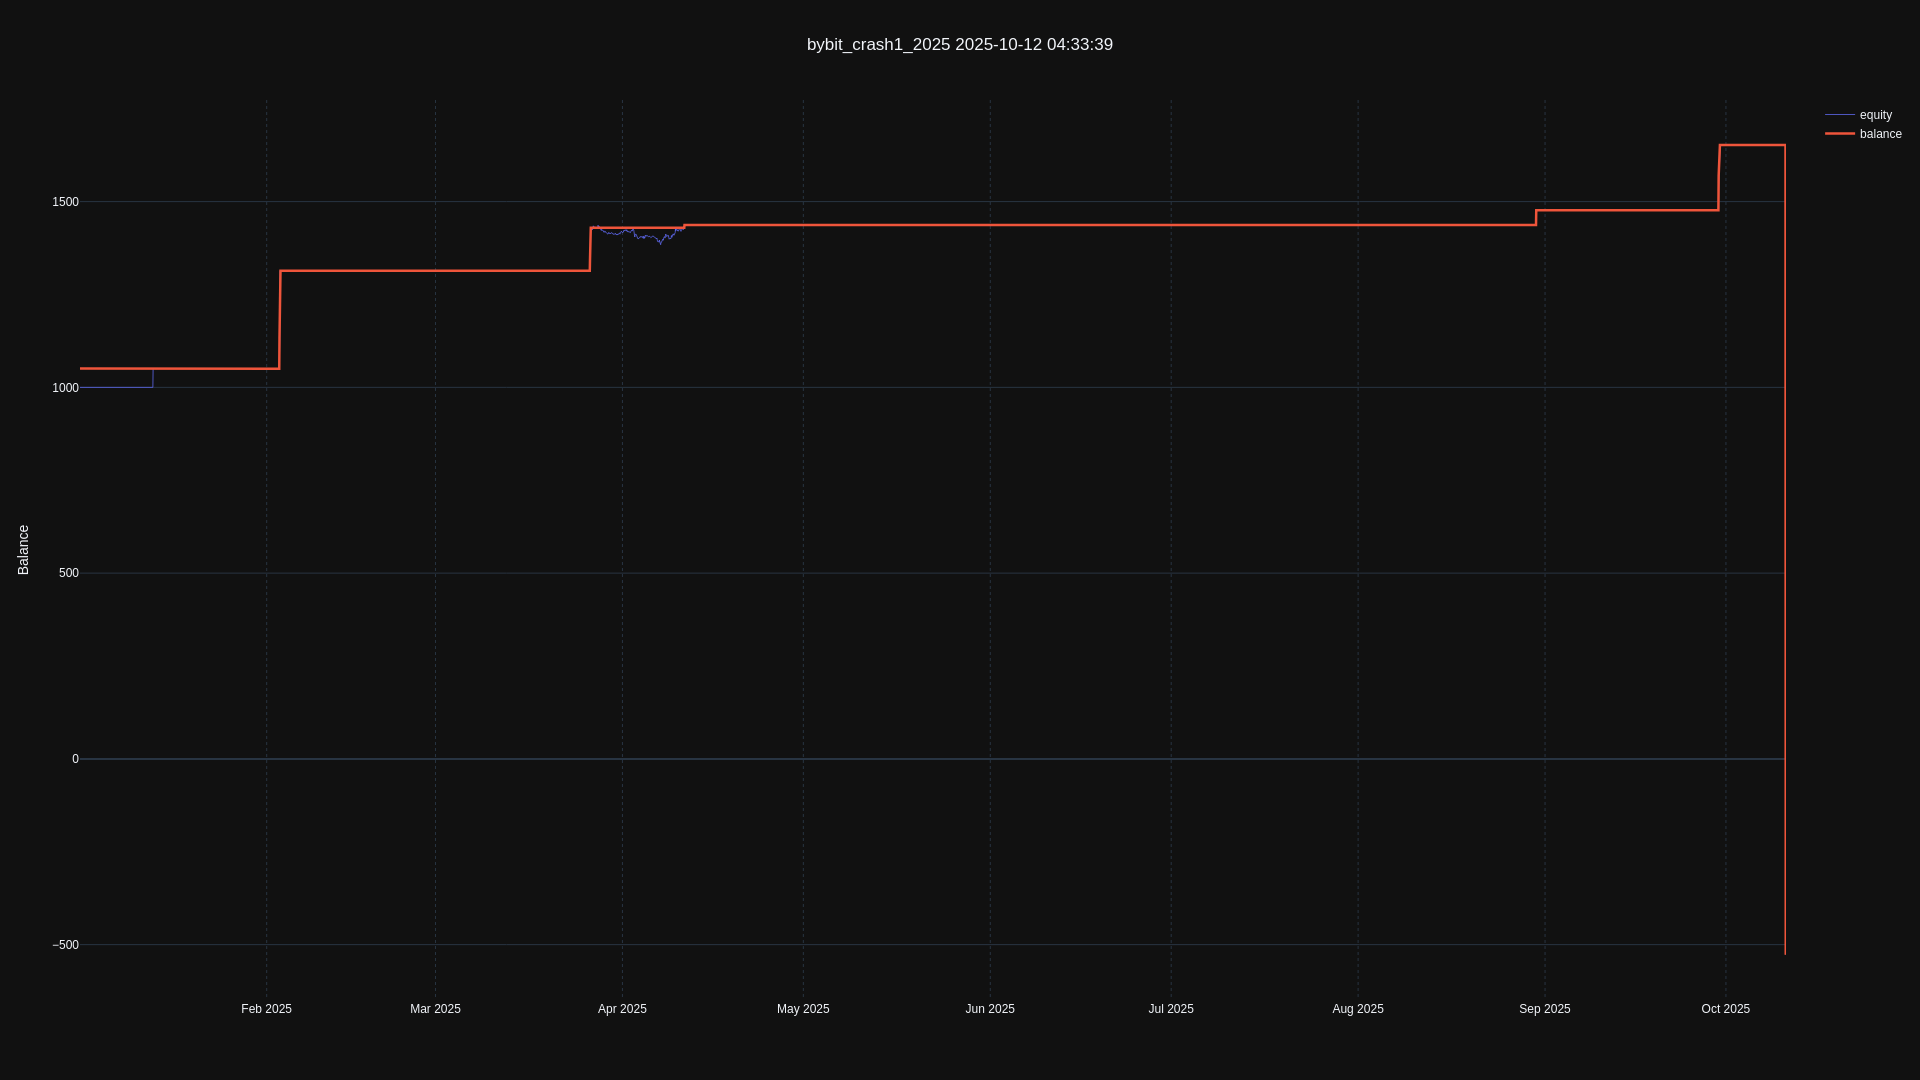 bybit_crash1_2025 2025-10-12 04:33:39
equity
balance
Balance
1500
1000
500
0
−500
Feb 2025
Mar 2025
Apr 2025
May 2025
Jun 2025
Jul 2025
Aug 2025
Sep 2025
Oct 2025